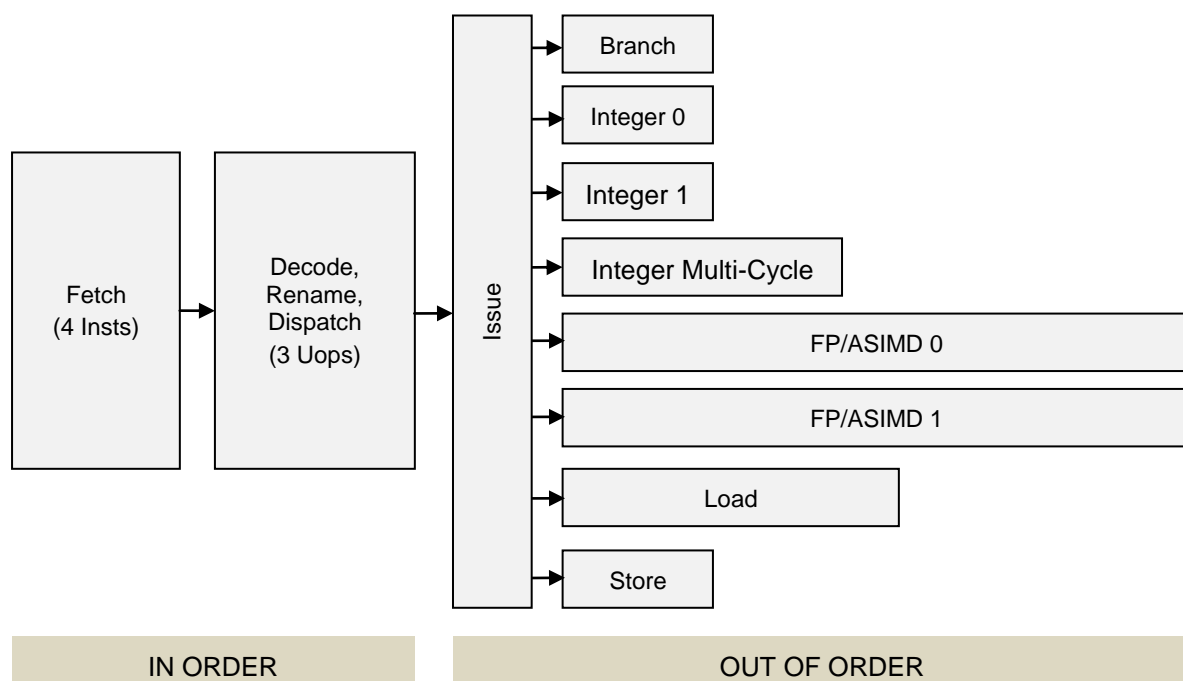 Fetch
(4 Insts)
Decode,
Rename,
Dispatch
(3 Uops)
Issue
Branch
Integer 0
Integer 1
Integer Multi-Cycle
FP/ASIMD 0
FP/ASIMD 1
Load
Store
IN ORDER
OUT OF ORDER